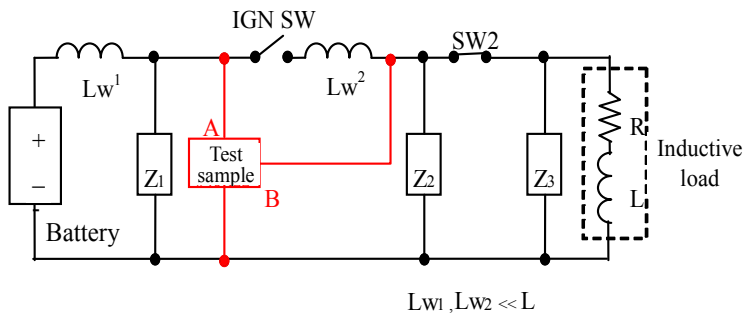 IGN SW
SW2
Lw¹
Lw²
A
Test
sample
B
Z1
Z2
Z3
R
L
Inductive
load
+
−
Battery
Lw1 ,Lw2 << L